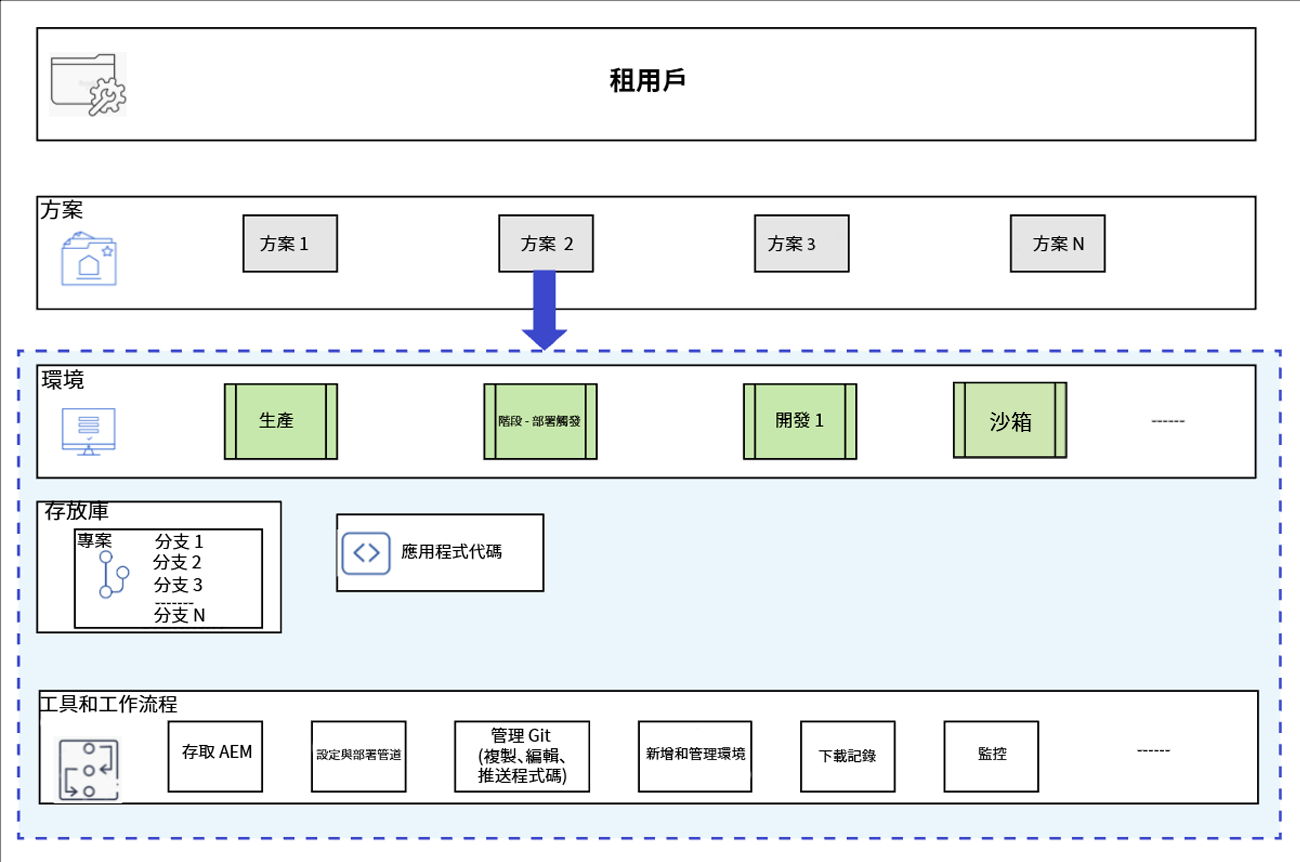 租用戶
方案
方案 1
方案 2
方案 3
方案 N
環境
生產
階段 - 部署觸發
開發 1
沙箱
------
存放庫
專案
分支 1
分支 2
分支 3
-------
分支 N
應用程式代碼
工具和工作流程
存取 AEM
設定與部署管道
管理 Git
(複製、編輯、
推送程式碼)
新增和管理環境
下載記錄
監控
------